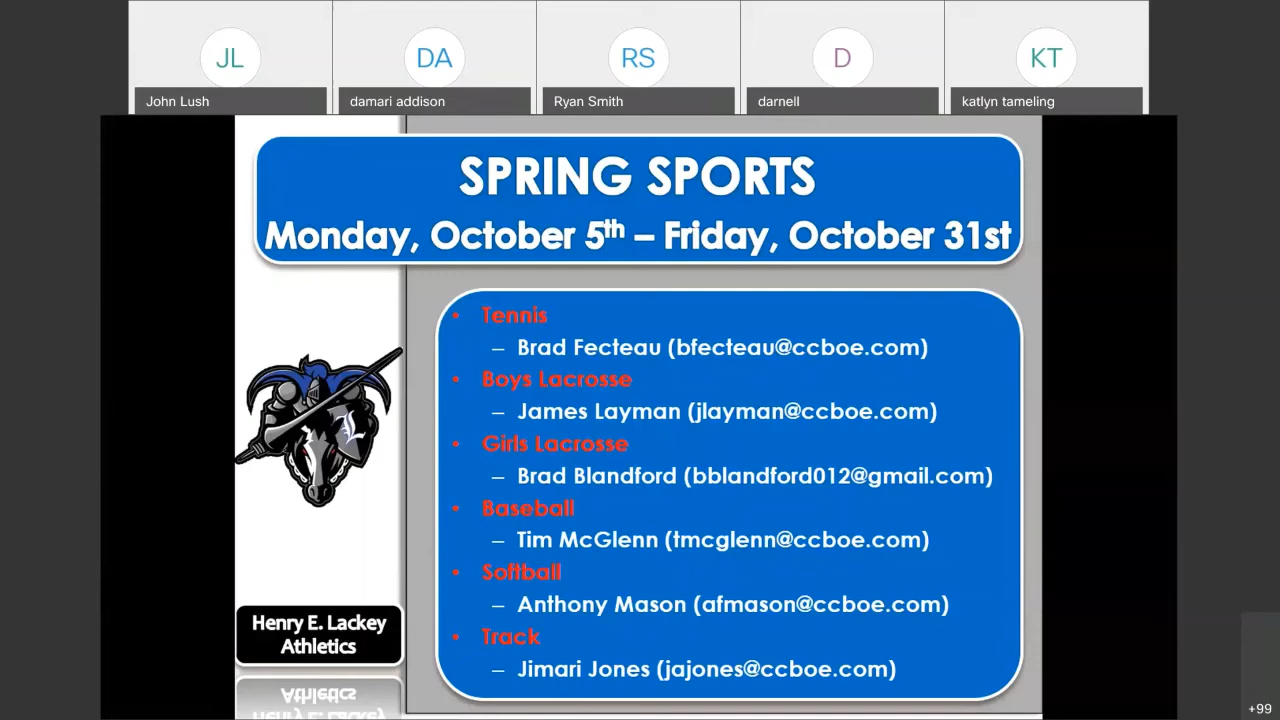 JL
DA
RS
D
KT
John Lush
damari addison
Ryan Smith
darnell
katlyn tameling
SPRING SPORTS
Monday, October 5th – Friday, October 31st
• Tennis
– Brad Fecteau (bfecteau@ccboe.com)
• Boys Lacrosse
– James Layman (jlayman@ccboe.com)
• Girls Lacrosse
– Brad Blandford (bblandford012@gmail.com)
• Baseball
– Tim McGlenn (tmcglenn@ccboe.com)
• Softball
– Anthony Mason (afmason@ccboe.com)
• Track
– Jimari Jones (jajones@ccboe.com)
L
Henry E. Lackey
Athletics
+99